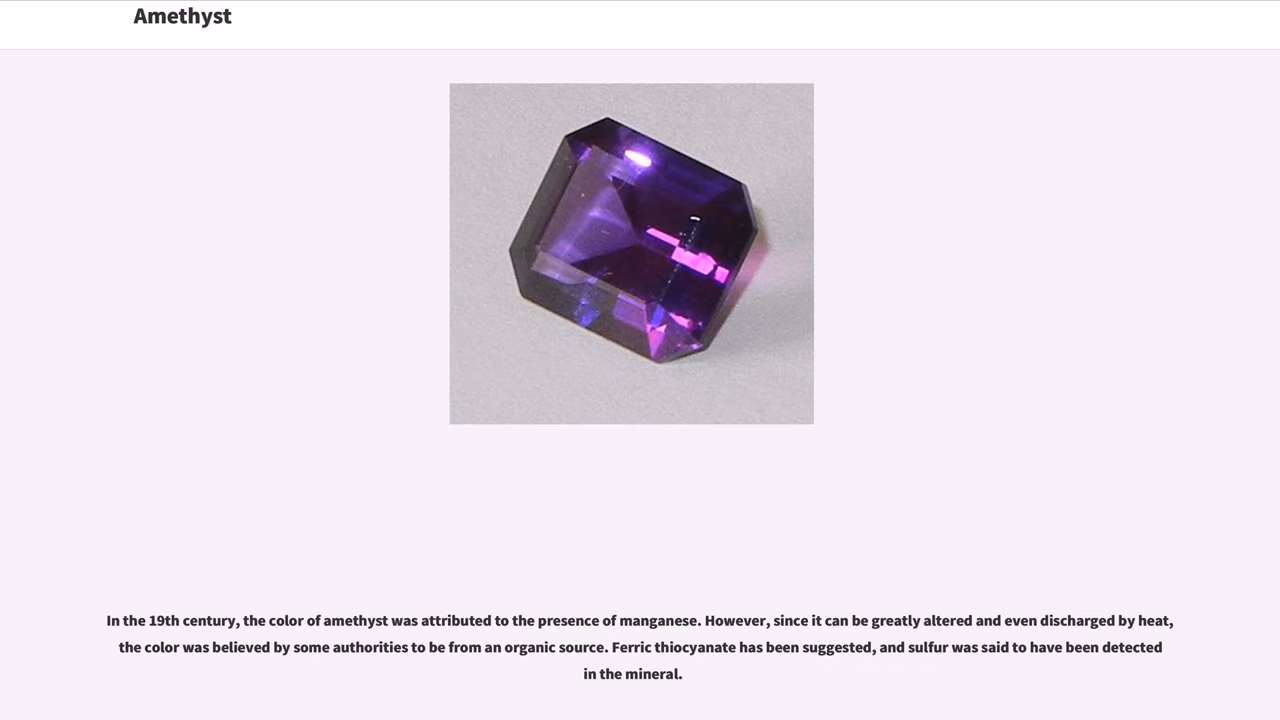 Amethyst
In the 19th century, the color of amethyst was attributed to the presence of manganese. However, since it can be greatly altered and even discharged by heat,
the color was believed by some authorities to be from an organic source. Ferric thiocyanate has been suggested, and sulfur was said to have been detected
in the mineral.